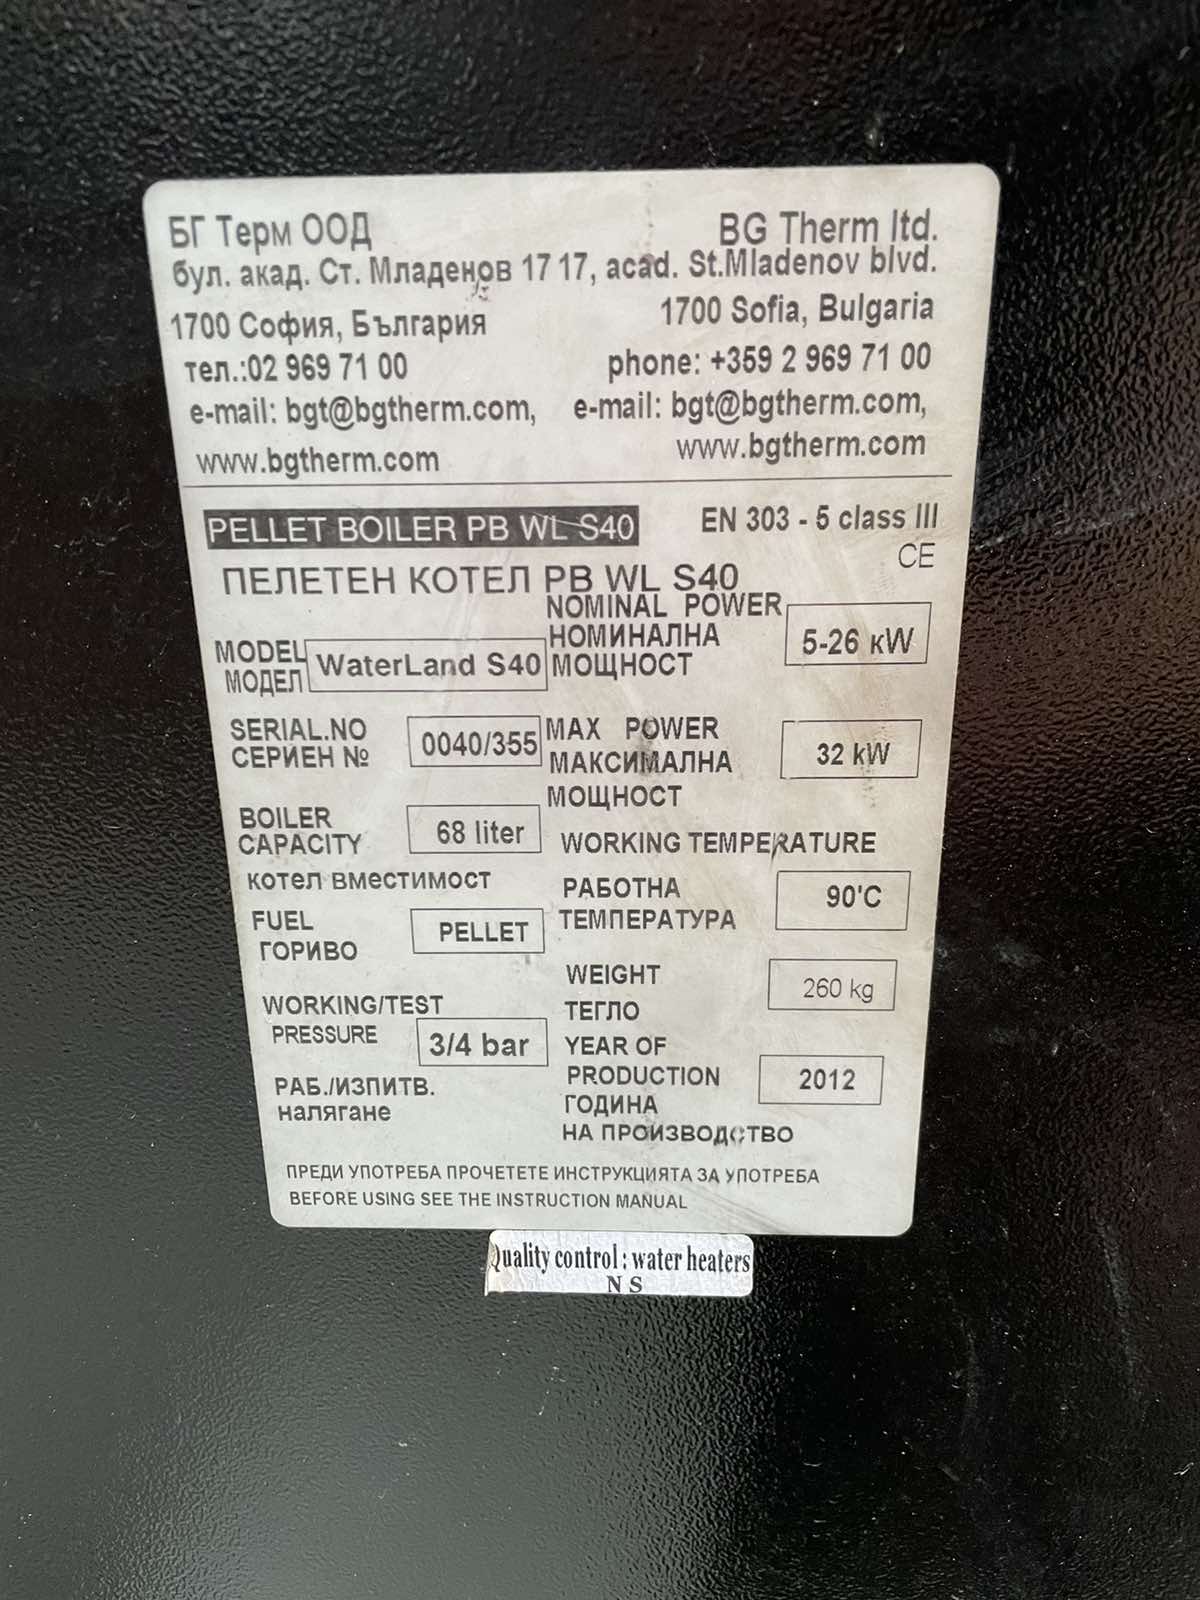 БГ Терм ООД
BG Therm ltd.
бул. акад. Ст. Младенов 17
17, acad. St.Mladenov blvd.
1700 София, България
1700 Sofia, Bulgaria
тел.:02 969 71 00
phone: +359 2 969 71 00
e-mail: bgt@bgtherm.com,
e-mail: bgt@bgtherm.com,
www.bgtherm.com
www.bgtherm.com
PELLET BOILER PB WL S40
EN 303 - 5 class III
CE
ПЕЛЕТЕН КОТЕЛ PB WL S40
MODEL
МОДЕЛ
WaterLand S40
NOMINAL POWER
НОМИНАЛНА
МОЩНОСТ
5-26 кW
SERIAL.NO
СЕРИЕН №
0040/355
MAX POWER
МАКСИМАЛНА
МОЩНОСТ
32 kW
BOILER
CAPACITY
68 liter
котел вместимост
WORKING TEMPERATURE
РАБОТНА
ТЕМПЕРАТУРА
90'C
FUEL
ГОРИВО
PELLET
WEIGHT
ТЕГЛО
260 kg
WORKING/TEST
PRESSURE
3/4 bar
РАБ./ИЗПИТВ.
налягане
YEAR OF
PRODUCTION
ГОДИНА
НА ПРОИЗВОДСТВО
2012
ПРЕДИ УПОТРЕБА ПРОЧЕТЕТЕ ИНСТРУКЦИЯТА ЗА УПОТРЕБА
BEFORE USING SEE THE INSTRUCTION MANUAL
Quality control : water heaters
N S